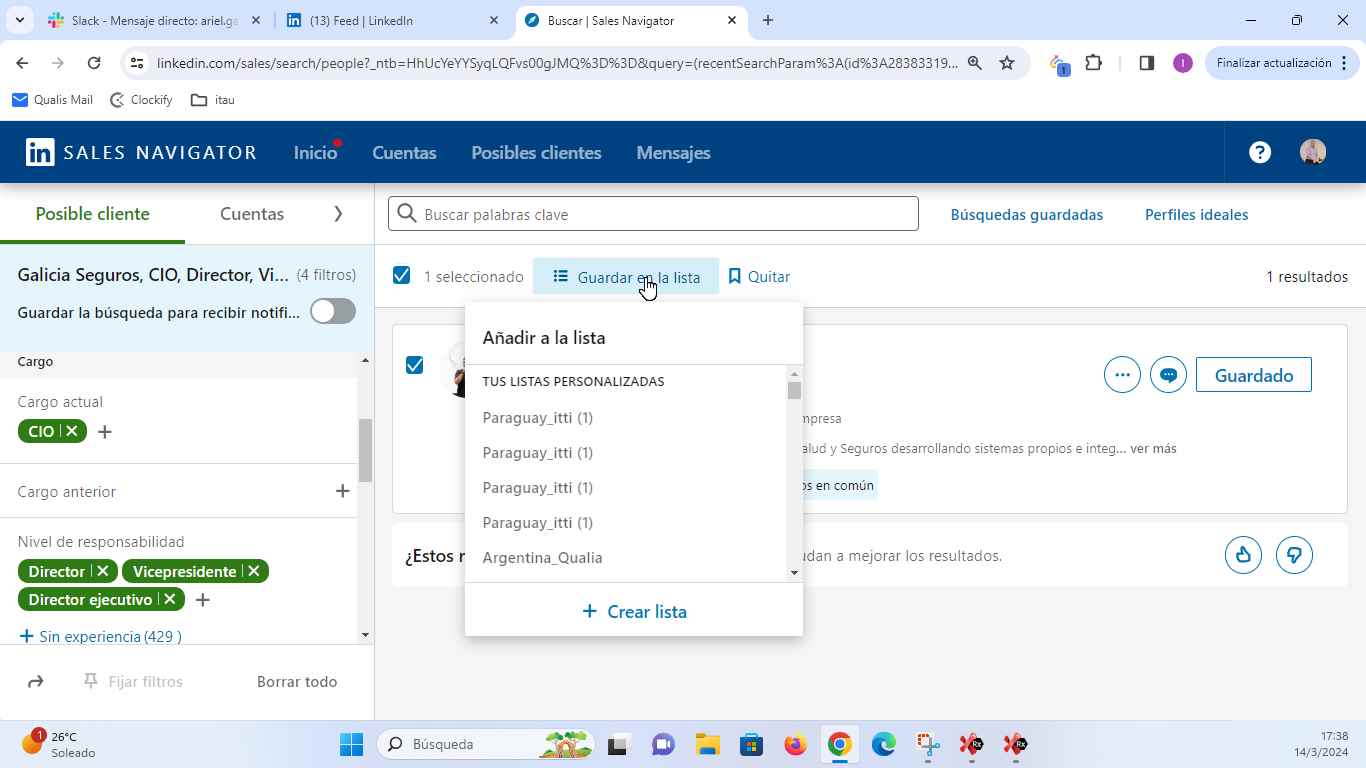 Slack - Mensaje directo: ariel.ga
(13) Feed | LinkedIn
Buscar | Sales Navigator
linkedin.com/sales/search/people?_ntb=HhUcYeYYSyqLQFvs00gJMQ%3D%3D&query=(recentSearchParam%3A(id%3A28383319...
1
I
Finalizar actualización
Qualis Mail
Clockify
itau
in SALES NAVIGATOR
Inicio
Cuentas
Posibles clientes
Mensajes
?
Posible cliente
Cuentas
Buscar palabras clave
Búsquedas guardadas
Perfiles ideales
Galicia Seguros, CIO, Director, Vi... (4 filtros)
Guardar la búsqueda para recibir notifi...
1 seleccionado
Guardar en la lista
Quitar
1 resultados
Cargo
Cargo actual
CIO
Cargo anterior
Nivel de responsabilidad
Director
Vicepresidente
Director ejecutivo
+ Sin experiencia (429 )
Fijar filtros
Borrar todo
Añadir a la lista
TUS LISTAS PERSONALIZADAS
Paraguay_itti (1)
Paraguay_itti (1)
Paraguay_itti (1)
Paraguay_itti (1)
Argentina_Qualia
+ Crear lista
Guardado
mpresa
alud y Seguros desarrollando sistemas propios e integ... ver más
os en común
¿Estos r
udan a mejorar los resultados.
1
26°C
Soleado
Búsqueda
Rx
Rx
17:38
14/3/2024